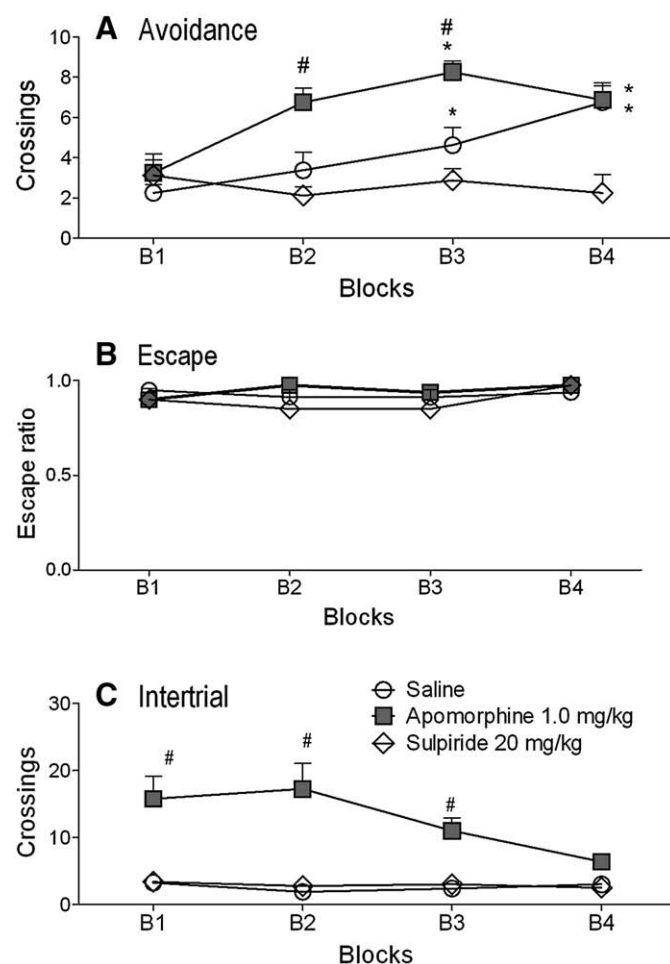 A Avoidance
10
8
6
4
2
0
Crossings
#
#
*
*
*
*
B1 B2 B3 B4
Blocks
B Escape
1.0
0.5
0.0
Escape ratio
B1 B2 B3 B4
Blocks
C Intertrial
Saline
Apomorphine 1.0 mg/kg
Sulpiride 20 mg/kg
30
20
10
0
Crossings
#
#
#
B1 B2 B3 B4
Blocks